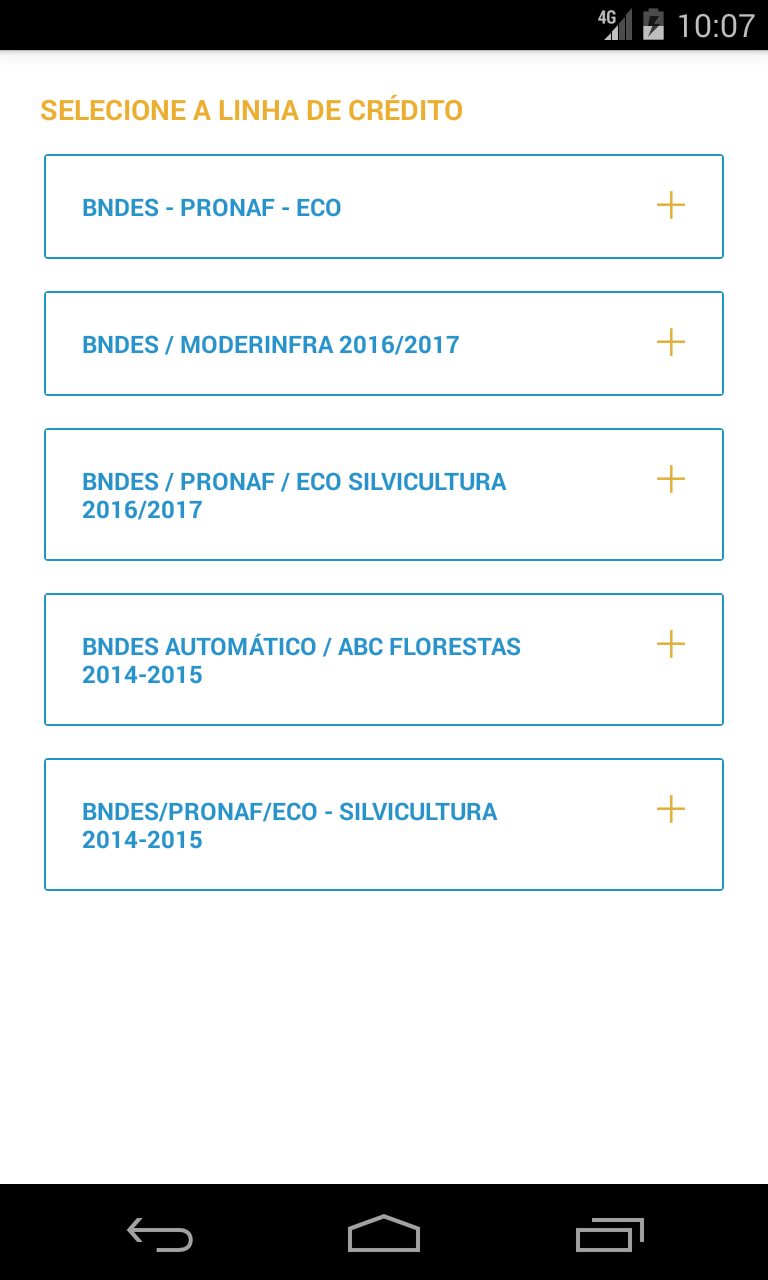 4G 10:07
SELECIONE A LINHA DE CRÉDITO
BNDES - PRONAF - ECO
BNDES / MODERINFRA 2016/2017
BNDES / PRONAF / ECO SILVICULTURA
2016/2017
BNDES AUTOMÁTICO / ABC FLORESTAS
2014-2015
BNDES/PRONAF/ECO - SILVICULTURA
2014-2015